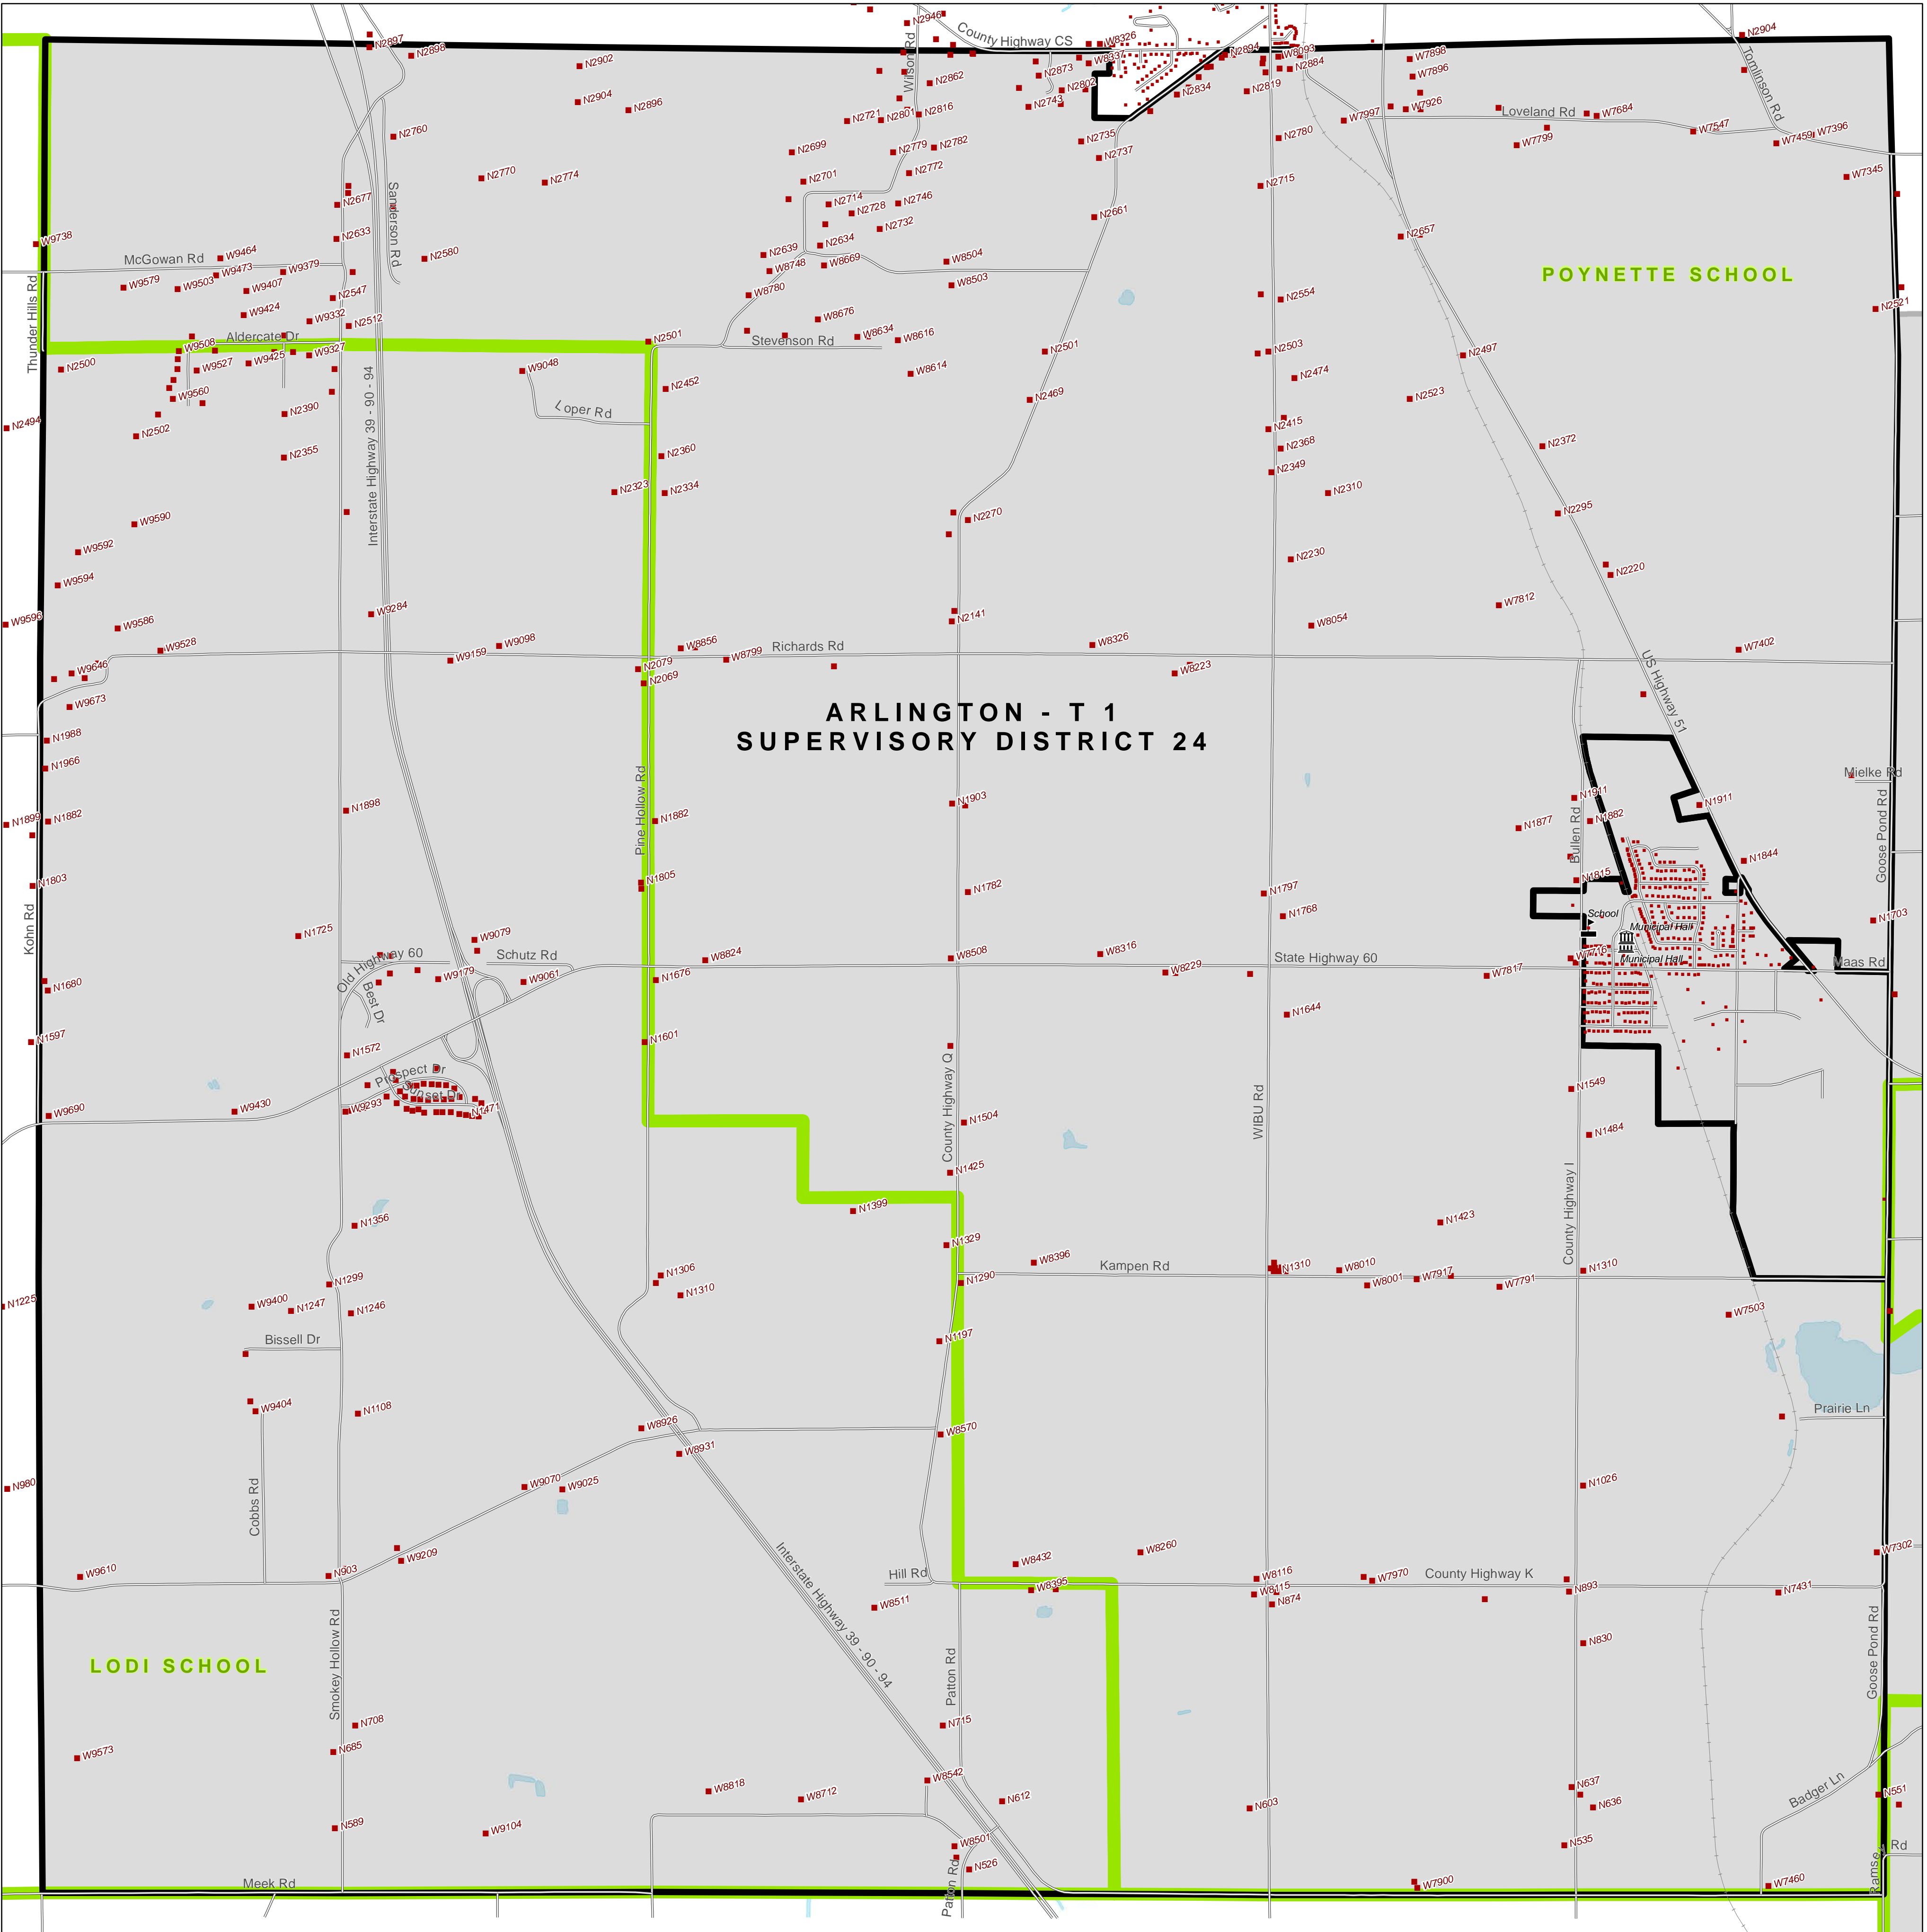 N2946
County Highway CS
W8326
N2904
N2897
N2898
Wilson Rd
W8337
N2894
W8093
W7898
Tomlinson Rd
N2902
N2862
N2873
N2884
W7896
N2904
N2896
N2802
N2834
N2819
N2721
N2801
N2816
N2743
W7997
W7926
Loveland Rd
W7684
N2760
N2735
N2780
W7799
W7547
W7459
W7396
N2699
N2779
N2782
N2737
N2770
N2774
N2701
N2772
N2715
W7345
N2677
Sanderson Rd
N2714
N2728
N2746
N2661
N2633
N2732
N2657
W9738
McGowan Rd
W9464
N2580
N2639
N2634
W8504
W9473
W9379
W8748
W8669
POYNETTE SCHOOL
W9579
W9503
W9407
N2547
W8780
W8503
N2554
N2521
Thunder Hills Rd
W9424
W9332
N2512
W8676
Aldercate Dr
N2501
W8634
W8616
W9508
W9327
Stevenson Rd
N2501
N2503
N2497
N2500
W9527
W9425
W9048
W8614
N2474
W9560
N2452
N2390
Loper Rd
N2469
N2523
N2494
N2502
N2415
N2355
N2360
N2368
N2372
Interstate Highway 39 - 90 - 94
N2349
N2323
N2334
N2310
W9590
N2270
N2295
W9592
N2230
W9594
N2220
W9596
W9586
W9284
N2141
W8054
W7812
W9528
W9098
W8856
Richards Rd
W8326
W7402
W9159
W8799
W9646
N2079
W8223
N2069
US Highway 51
W9673
ARLINGTON - T 1
SUPERVISORY DISTRICT 24
N1988
N1966
Pine Hollow Rd
Mielke Rd
N1898
N1903
N1911
N1911
Goose Pond Rd
N1899
N1882
N1882
N1877
N1882
Bullen Rd
N1844
N1803
N1805
N1782
N1797
N1815
Kohn Rd
N1768
School
N1703
N1725
W9079
Municipal Hall
Old Highway 60
Schutz Rd
W8824
W8508
W8316
State Highway 60
W7716
Municipal Hall
Maas Rd
W9179
W9061
N1676
W8229
W7817
N1680
Best Dr
N1644
N1597
N1601
N1572
Prospect Dr
County Highway Q
Sunset Dr
WIBU Rd
N1549
W9690
W9430
W9293
N1471
N1504
N1484
N1425
County Highway I
N1356
N1399
N1423
N1329
W8396
Kampen Rd
N1299
N1306
N1290
N1310
W8010
N1310
W8001
W7917
W7791
N1225
W9400
N1247
N1246
N1310
W7503
Bissell Dr
N1197
W9404
N1108
Prairie Ln
W8926
W8570
W8931
N980
Cobbs Rd
W9070
W9025
N1026
W9209
W8432
W8260
W7302
W9610
N903
Interstate Highway 39 - 90 - 94
Hill Rd
W8395
W8116
W7970
County Highway K
W8115
N893
N7431
W8511
N874
Smokey Hollow Rd
N830
Goose Pond Rd
LODI SCHOOL
Patton Rd
N708
N715
N685
W9573
W8542
N637
Badger Ln
N551
W8818
W8712
N612
N603
N636
N589
W9104
W8501
N535
Rd
N526
Patton Rd
Meek Rd
W7900
W7460